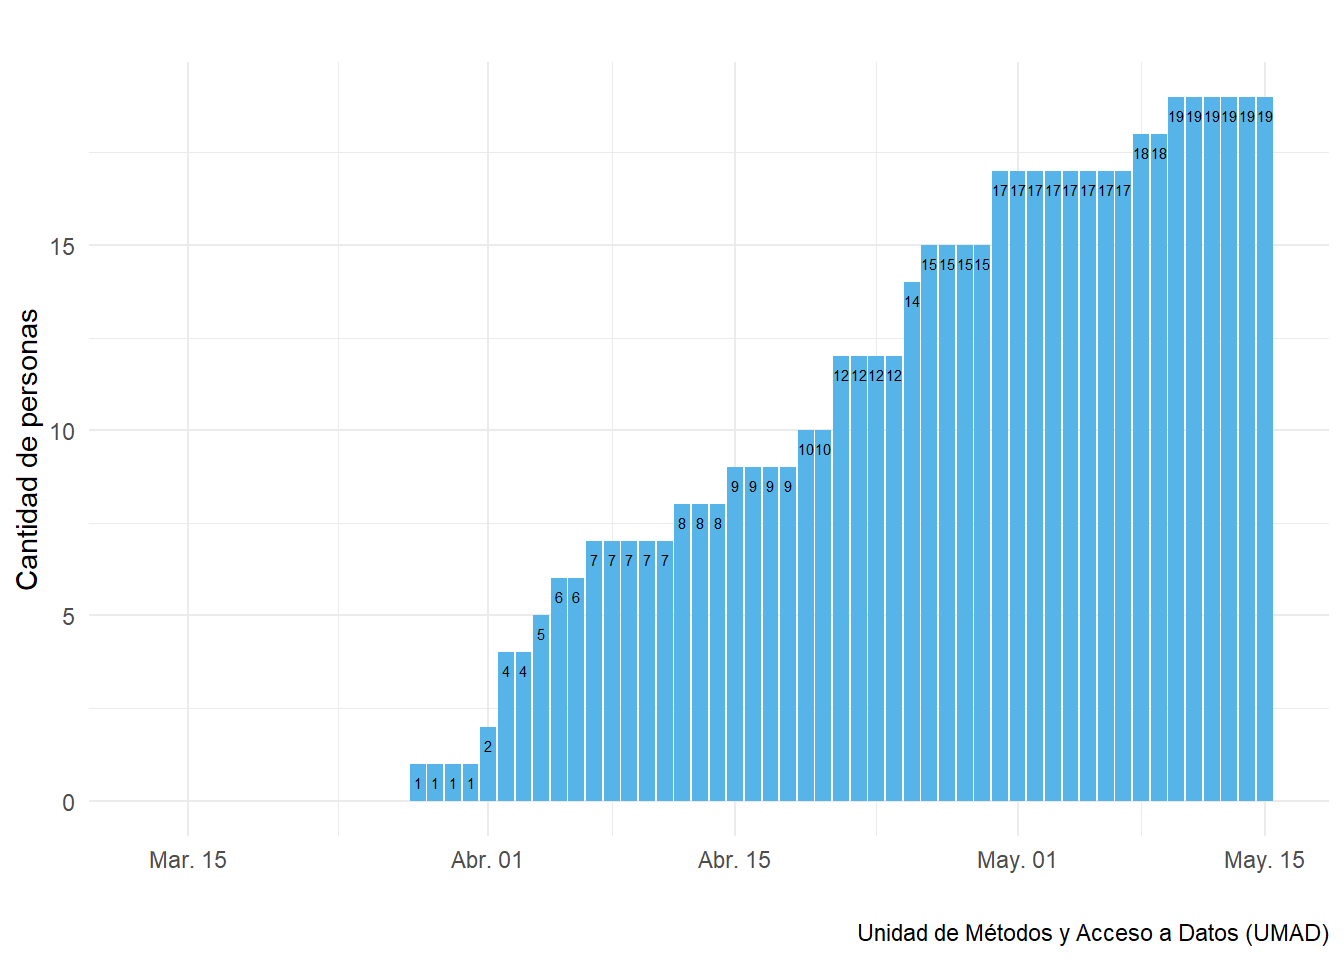 Cantidad de personas
15
10
5
0
1 1 1 1 2 4 4 5 6 6 7 7 7 7 7 8 8 8 9 9 9 9 10 10 12 12 12 12 14 15 15 15 15 17 17 17 17 17 17 17 17 18 18 19 19 19 19 19 19
Mar. 15 Abr. 01 Abr. 15 May. 01 May. 15
Unidad de Métodos y Acceso a Datos (UMAD)